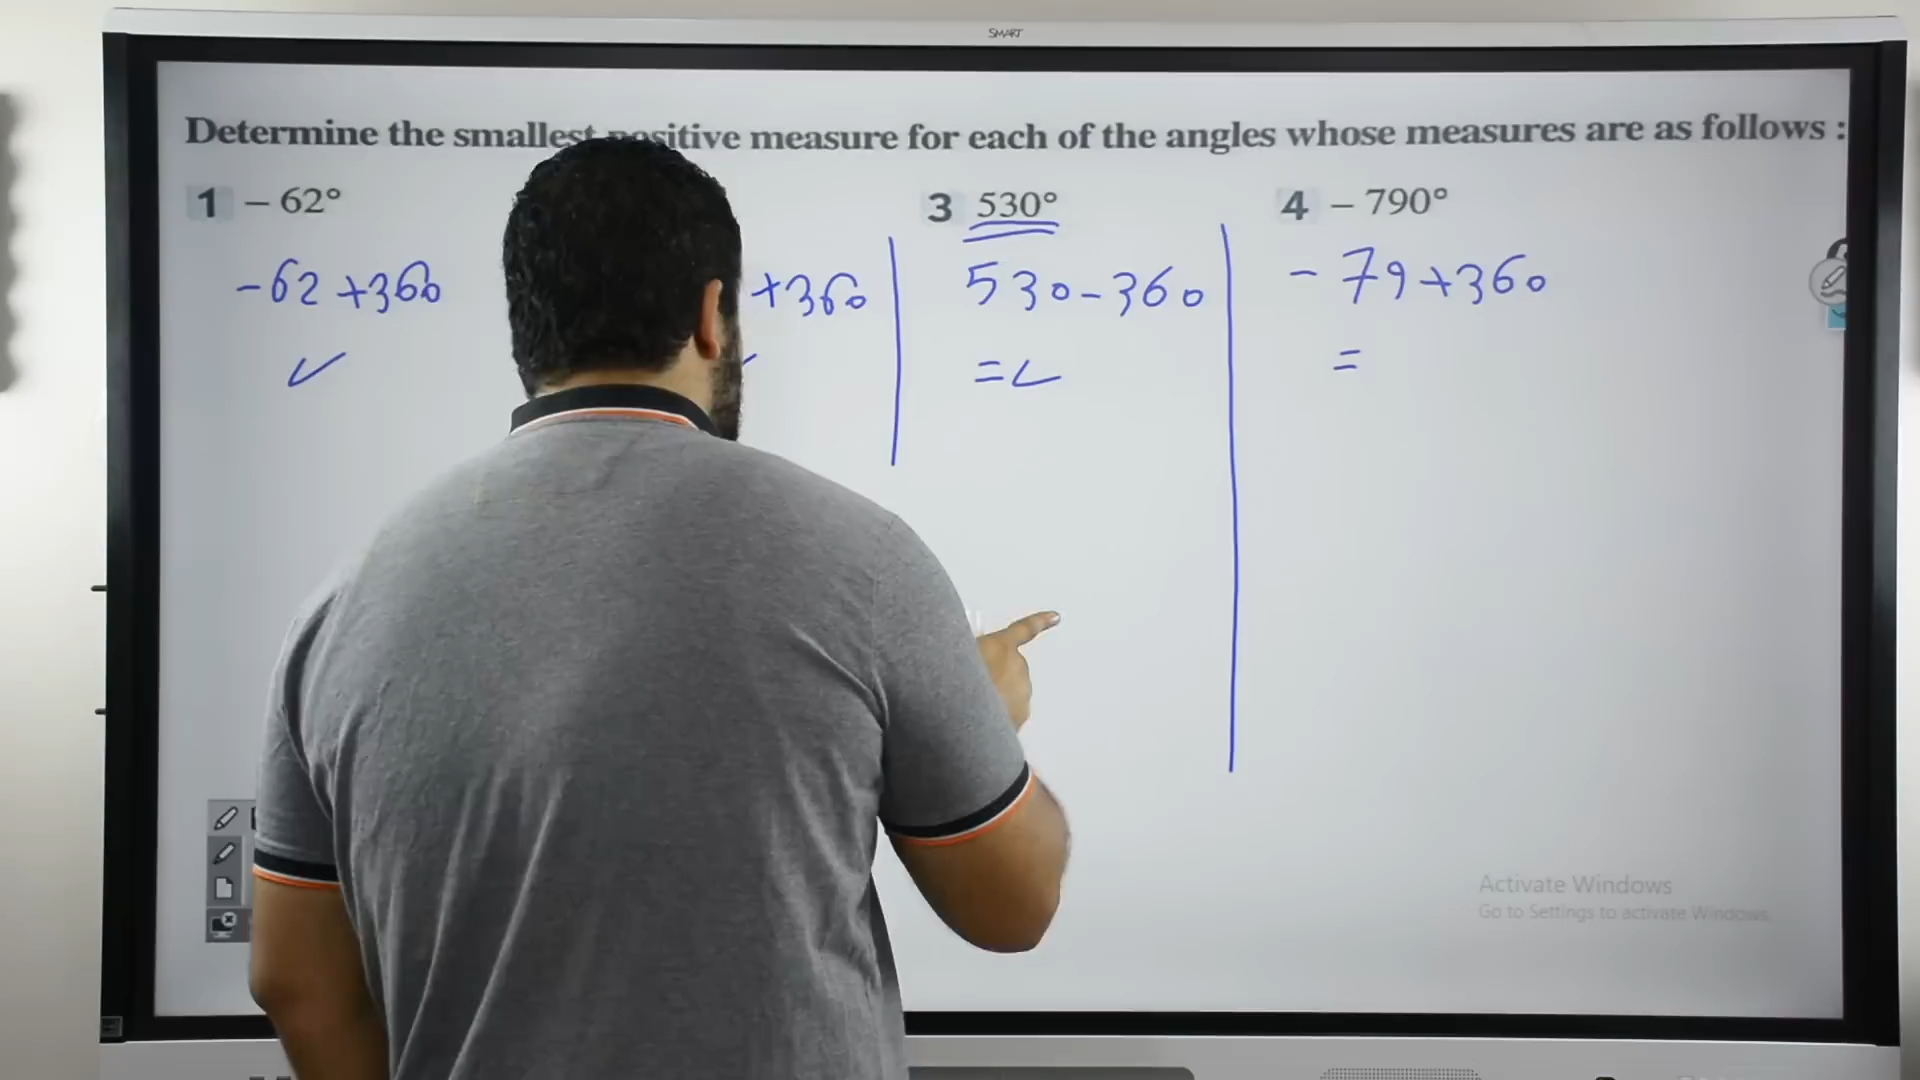 SMART
Determine the smallest positive measure for each of the angles whose measures are as follows :
1 – 62°
3 530°
4 – 790°
-62 +360
+360
530-360
- 79+360
=
=
Activate Windows
Go to Settings to activate Windows.